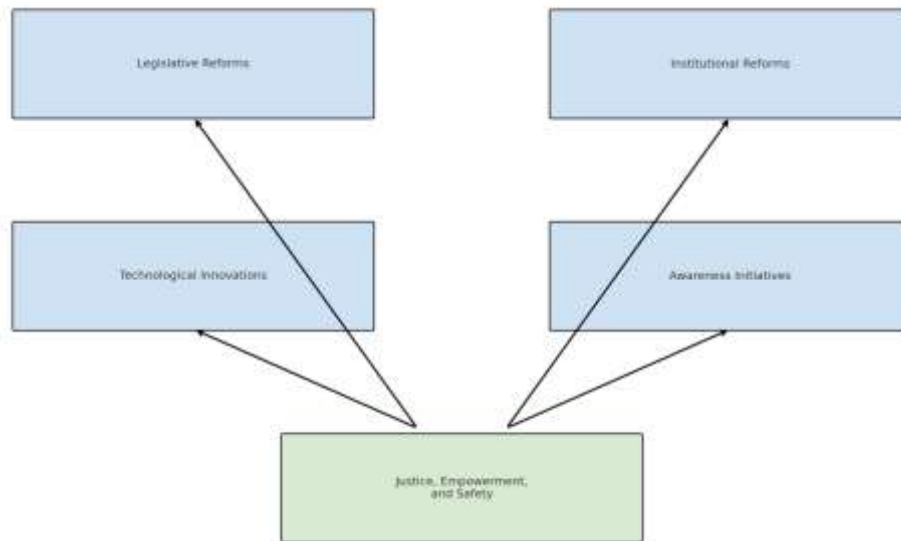 Legislative Reforms
Institutional Reforms
Technological Innovations
Awareness Initiatives
Justice, Empowerment,
and Safety